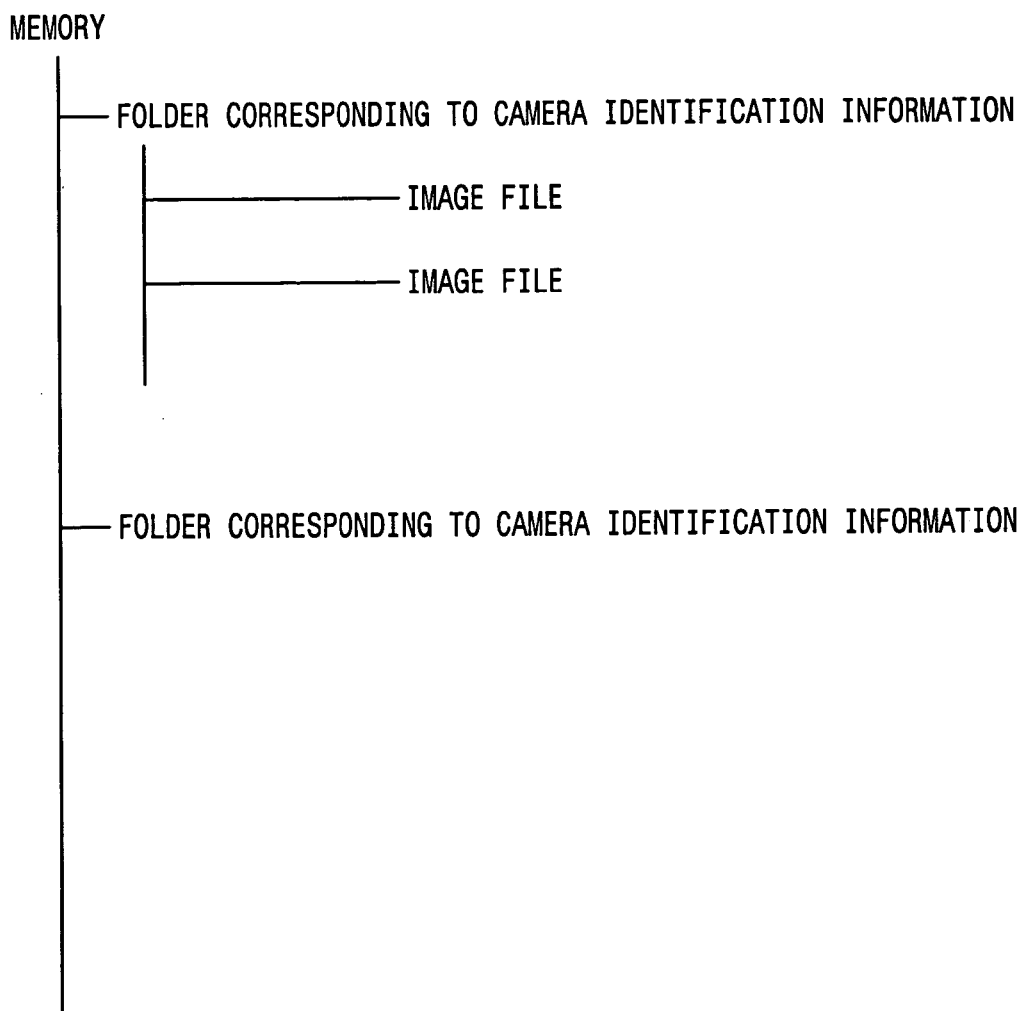 MEMORY
FOLDER CORRESPONDING TO CAMERA IDENTIFICATION INFORMATION
IMAGE FILE
IMAGE FILE
FOLDER CORRESPONDING TO CAMERA IDENTIFICATION INFORMATION